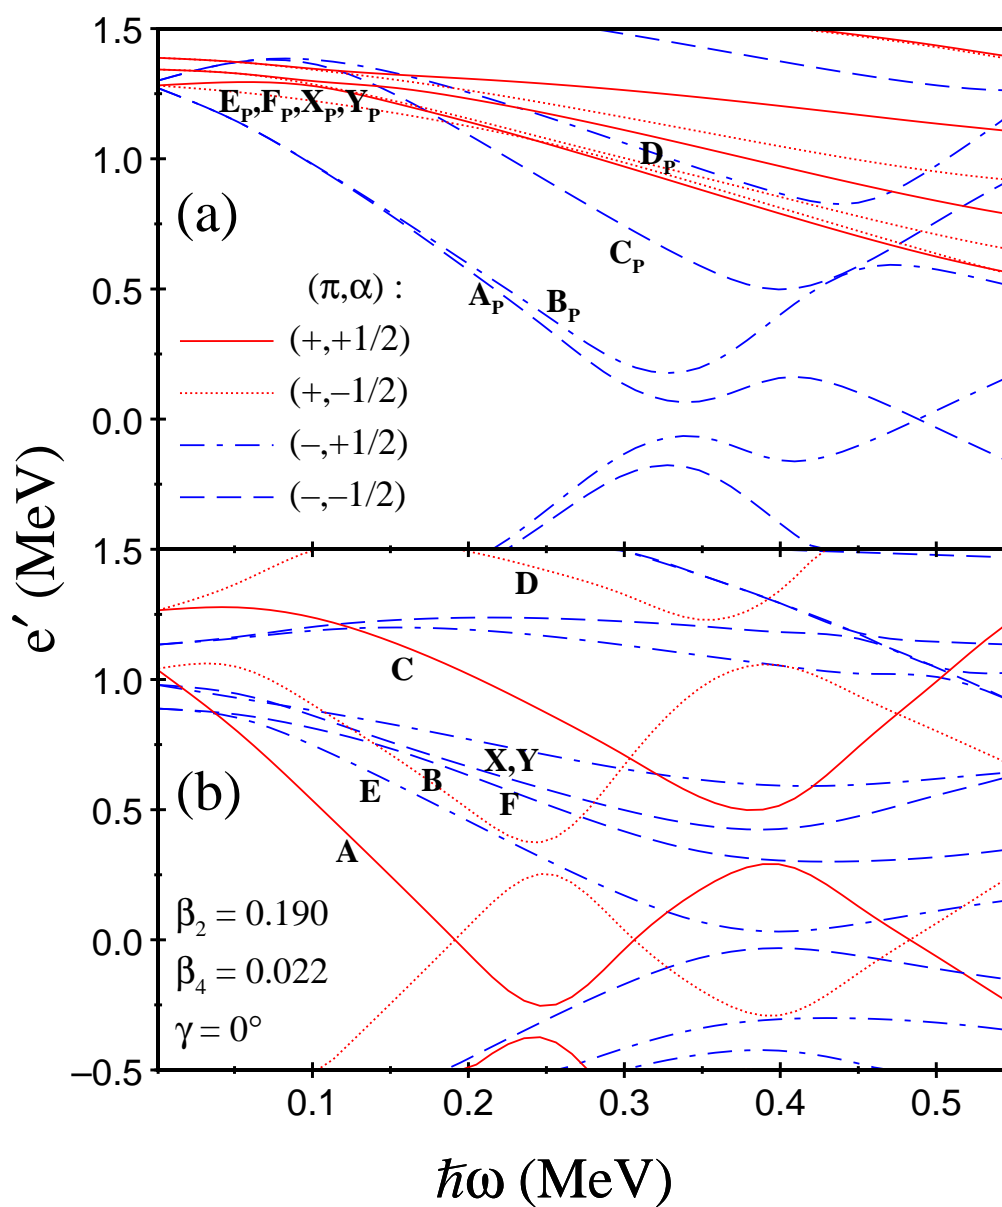 1.5
E_P,F_P,X_P,Y_P
D_P
1.0
(a)
C_P
(π,α) :
A_P
B_P
0.5
(+,+1/2)
(+,−1/2)
0.0
(−,+1/2)
(−,−1/2)
e′ (MeV)
1.5
D
C
1.0
X,Y
B
E
F
(b)
0.5
A
β₂ = 0.190
0.0
β₄ = 0.022
γ = 0°
−0.5
0.1 0.2 0.3 0.4 0.5
ℏω (MeV)